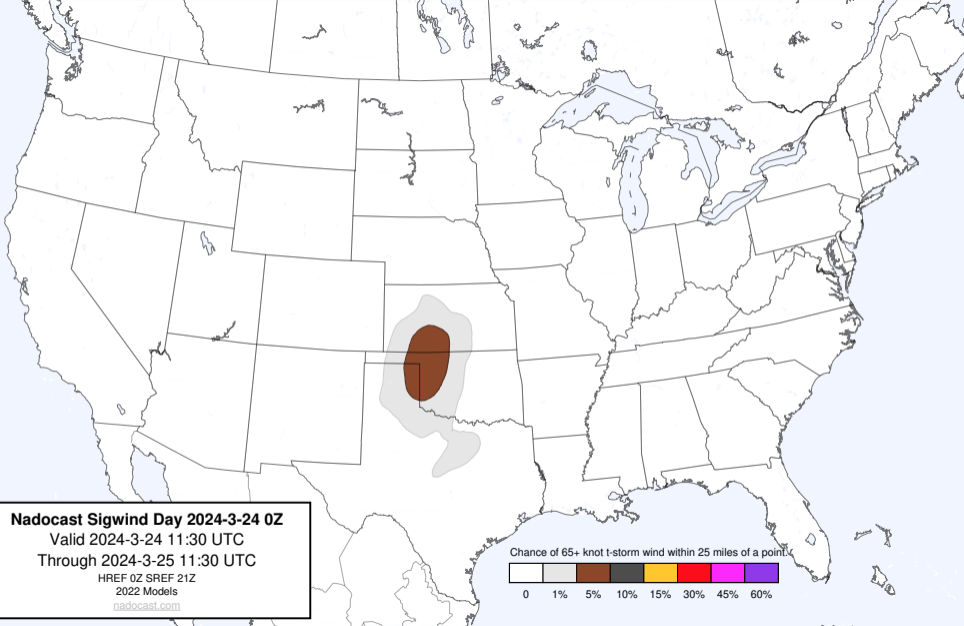 Nadocast Sigwind Day 2024-3-24 0Z
Valid 2024-3-24 11:30 UTC
Through 2024-3-25 11:30 UTC
HREF 0Z SREF 21Z
2022 Models
nadocast.com
Chance of 65+ knot t-storm wind within 25 miles of a point.
0 1% 5% 10% 15% 30% 45% 60%